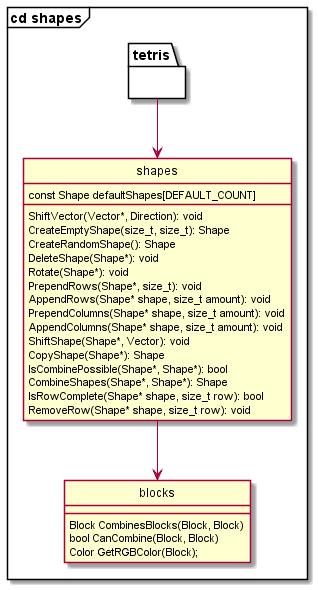 cd shapes
tetris
shapes
const Shape defaultShapes[DEFAULT_COUNT]
ShiftVector(Vector*, Direction): void
CreateEmptyShape(size_t, size_t): Shape
CreateRandomShape(): Shape
DeleteShape(Shape*): void
Rotate(Shape*): void
PrependRows(Shape*, size_t): void
AppendRows(Shape* shape, size_t amount): void
PrependColumns(Shape* shape, size_t amount): void
AppendColumns(Shape* shape, size_t amount): void
ShiftShape(Shape*, Vector): void
CopyShape(Shape*): Shape
IsCombinePossible(Shape*, Shape*): bool
CombineShapes(Shape*, Shape*): Shape
IsRowComplete(Shape* shape, size_t row): bool
RemoveRow(Shape* shape, size_t row): void
blocks
Block CombinesBlocks(Block, Block)
bool CanCombine(Block, Block)
Color GetRGBColor(Block);